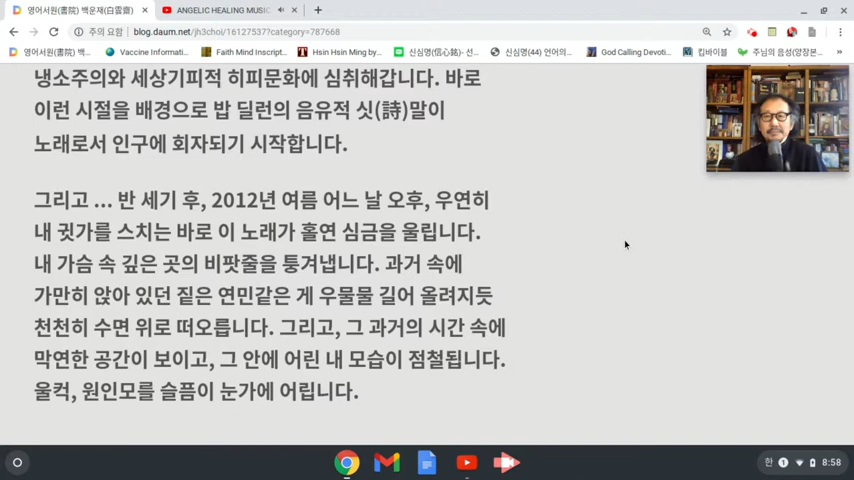 영어서원(書院) 백운재(白雲齋)
ANGELIC HEALING MUSIC
주의 요함
blog.daum.net/jh3choi/16127537?category=787668
영어서원(書院) 백...
Vaccine Informati...
Faith Mind Inscript...
Hsin Hsin Ming by...
신심명(信心銘)-선...
신심명(44) 언어의...
God Calling Devoti...
킵바이블
주님의 음성(양장본...
냉소주의와 세상기피적 히피문화에 심취해갑니다. 바로
이런 시절을 배경으로 밥 딜런의 음유적 싯(詩)말이
노래로서 인구에 회자되기 시작합니다.
그리고 ... 반 세기 후, 2012년 여름 어느 날 오후, 우연히
내 귓가를 스치는 바로 이 노래가 홀연 심금을 울립니다.
내 가슴 속 깊은 곳의 비팟줄을 퉁겨냅니다. 과거 속에
가만히 앉아 있던 짙은 연민같은 게 우물물 길어 올려지듯
천천히 수면 위로 떠오릅니다. 그리고, 그 과거의 시간 속에
막연한 공간이 보이고, 그 안에 어린 내 모습이 점철됩니다.
울컥, 원인모를 슬픔이 눈가에 어립니다.
한
1
8:58